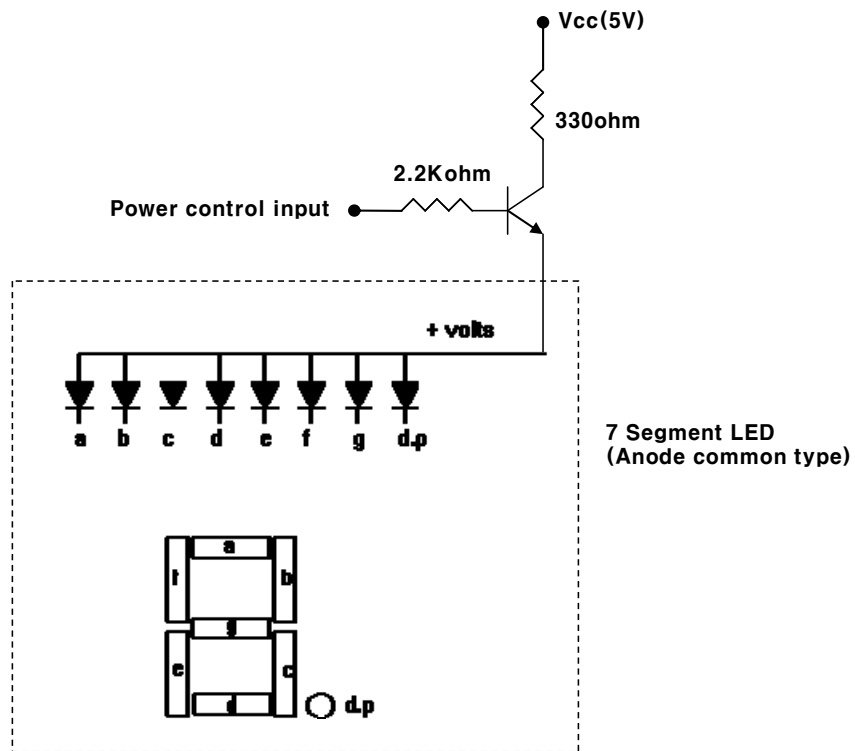 Vcc(5V)
330ohm
2.2Kohm
Power control input
+ volts
a b c d e f g d.p
7 Segment LED
(Anode common type)
a
f b
g
e c
d.p